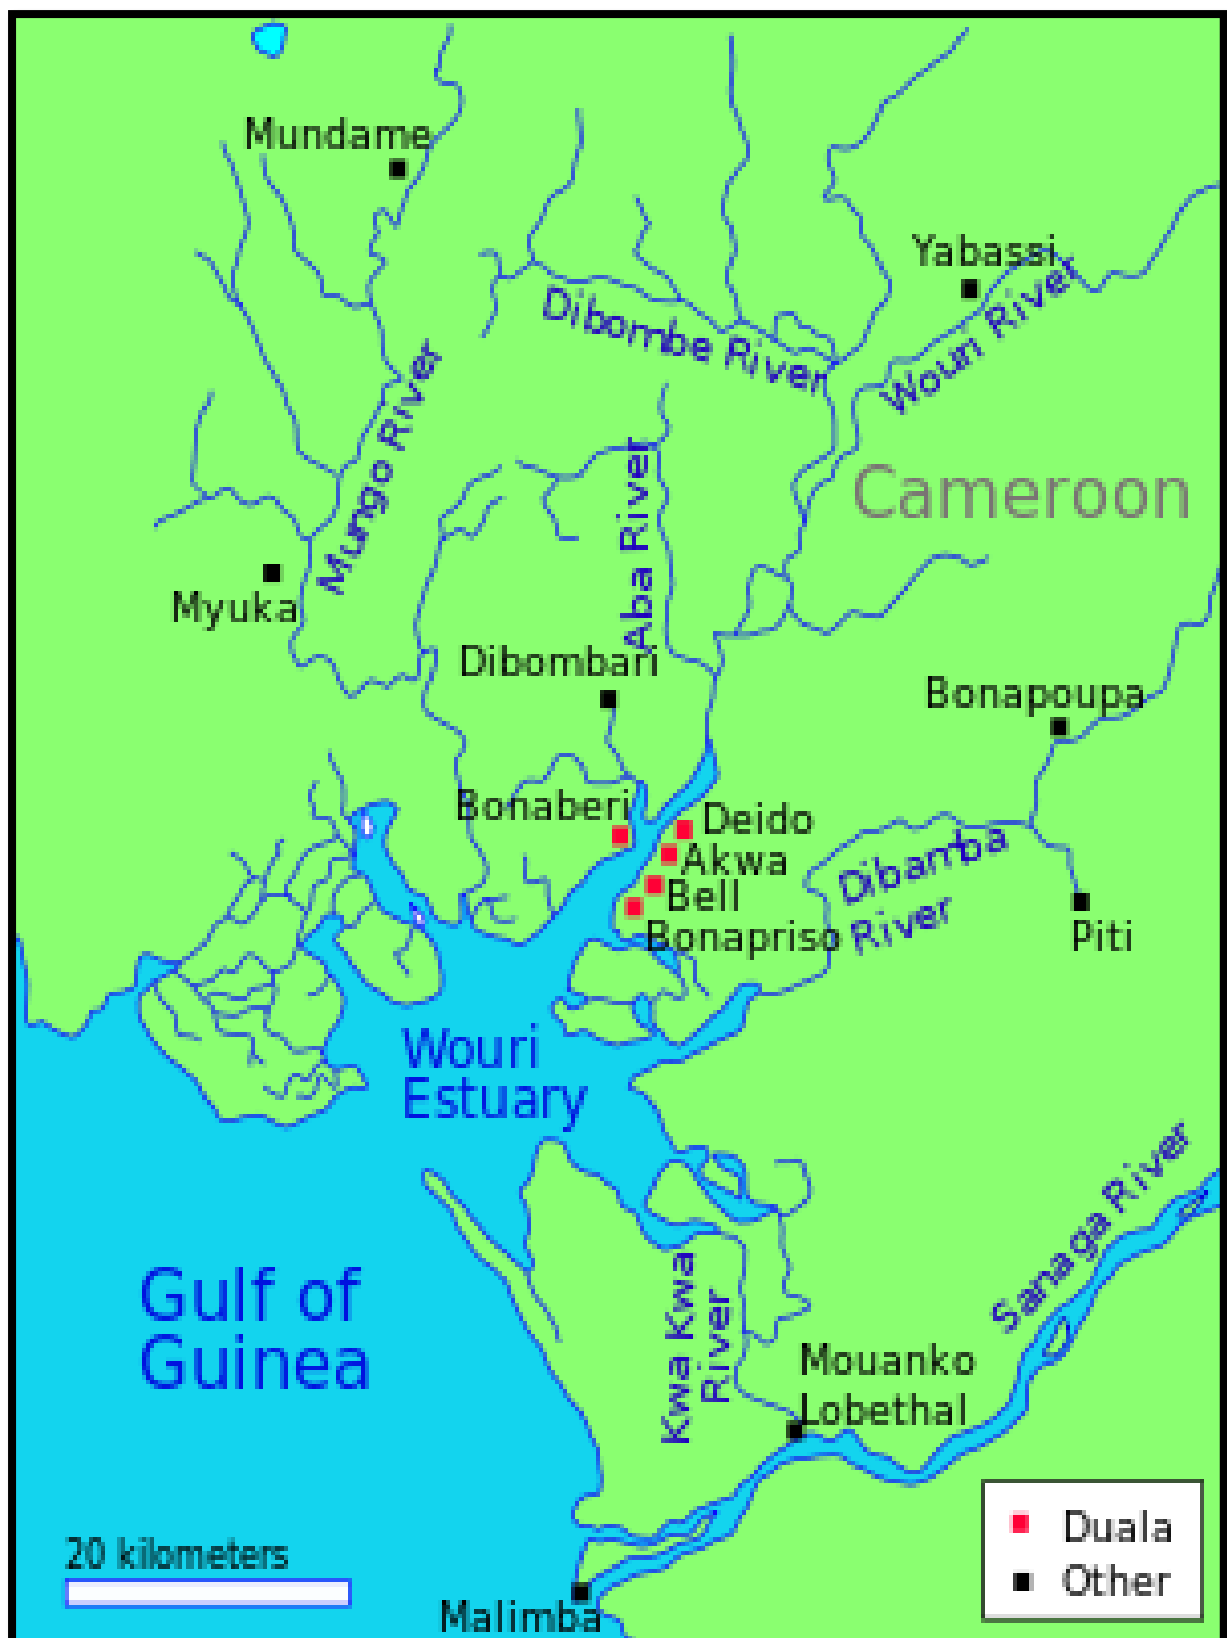 Mundame
Yabassi
Dibombe River
Wouri River
Mungo River
Cameroon
Aba River
Myuka
Dibombari
Bonapoupa
Bonaberi
Deido
Akwa
Bell
Bonapriso
Dibamba
River
Piti
Wouri
Estuary
Sanaga River
Gulf of
Guinea
Kwa Kwa
River
Mouanko
Lobethal
20 kilometers
Malimba
Duala
Other